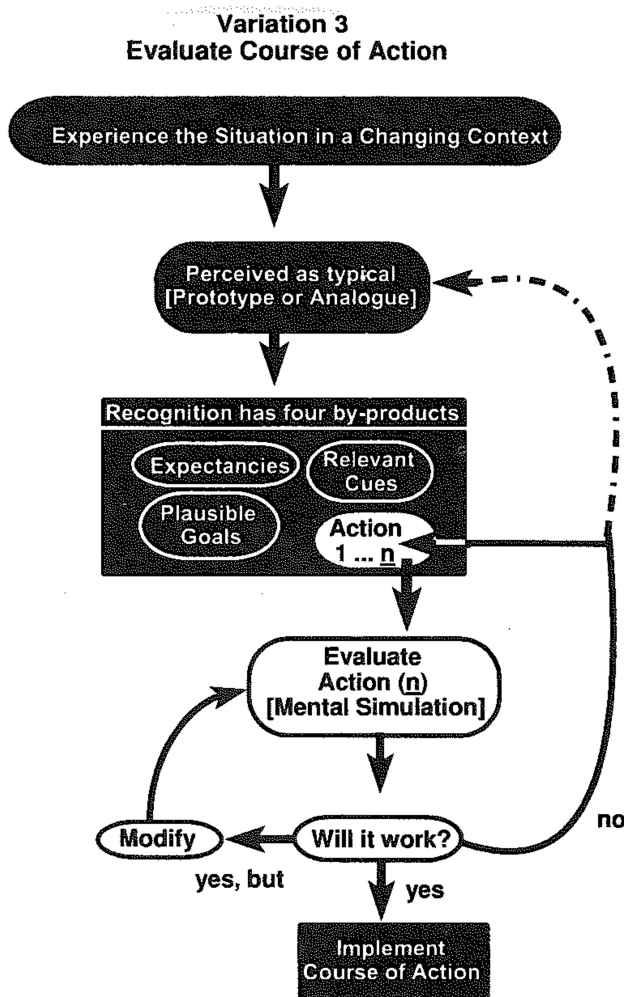 Variation 3
Evaluate Course of Action
Experience the Situation in a Changing Context
Perceived as typical
[Prototype or Analogue]
Recognition has four by-products
Expectancies
Relevant
Cues
Plausible
Goals
Action
1 ... n
Evaluate
Action (n)
[Mental Simulation]
Modify
Will it work?
no
yes, but
yes
Implement
Course of Action